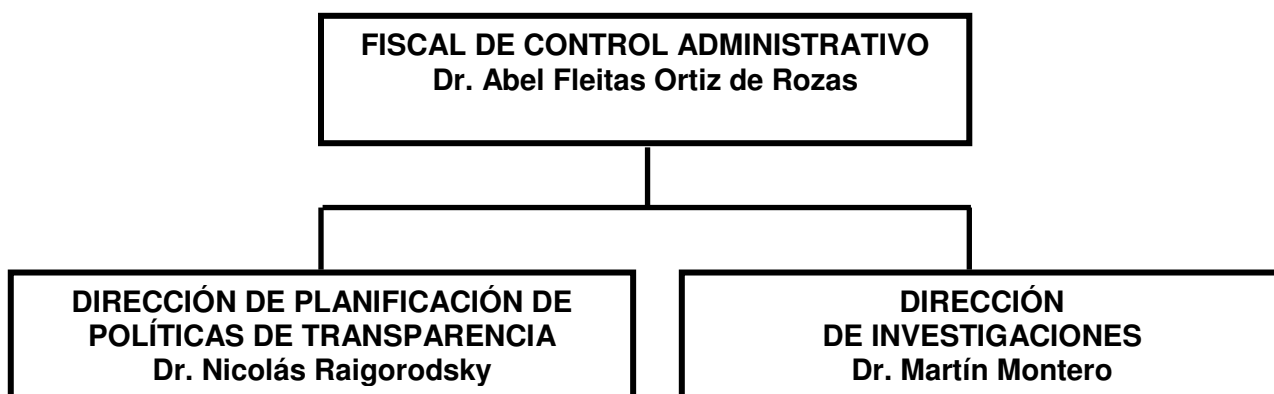 FISCAL DE CONTROL ADMINISTRATIVO
Dr. Abel Fleitas Ortiz de Rozas
DIRECCIÓN DE PLANIFICACIÓN DE
POLÍTICAS DE TRANSPARENCIA
Dr. Nicolás Raigorodsky
DIRECCIÓN
DE INVESTIGACIONES
Dr. Martín Montero